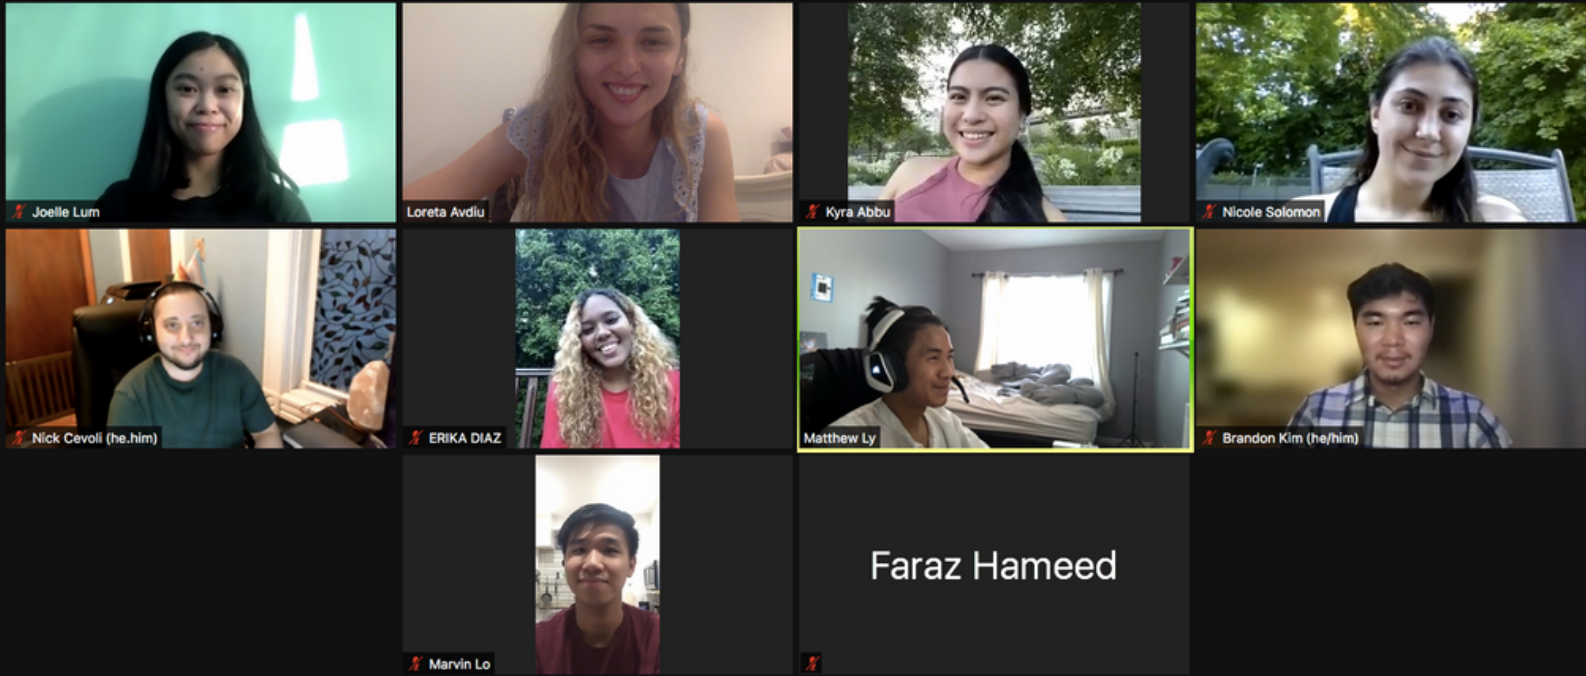 Joelle Lum
Loreta Avdiu
Kyra Abbu
Nicole Solomon
Nick Cevoli (he.him)
ERIKA DIAZ
Matthew Ly
Brandon Kim (he/him)
Marvin Lo
Faraz Hameed